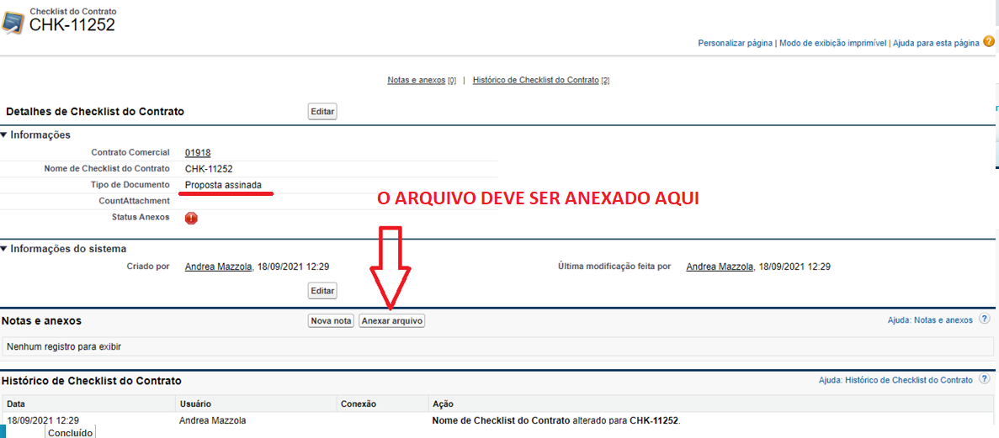 Checklist do Contrato
CHK-11252
Personalizar página | Modo de exibição imprimível | Ajuda para esta página ?
Notas e anexos [0] | Histórico de Checklist do Contrato [2]
Detalhes de Checklist do Contrato Editar
Informações
Contrato Comercial 01918
Nome de Checklist do Contrato CHK-11252
Tipo de Documento Proposta assinada
O ARQUIVO DEVE SER ANEXADO AQUI
CountAttachment
Status Anexos !
Informações do sistema
Criado por Andrea Mazzola, 18/09/2021 12:29 Última modificação feita por Andrea Mazzola, 18/09/2021 12:29
Editar
Notas e anexos Nova nota Anexar arquivo Ajuda: Notas e anexos ?
Nenhum registro para exibir
Histórico de Checklist do Contrato Ajuda: Histórico de Checklist do Contrato ?
Data Usuário Conexão Ação
18/09/2021 12:29 Andrea Mazzola Nome de Checklist do Contrato alterado para CHK-11252.
Concluído